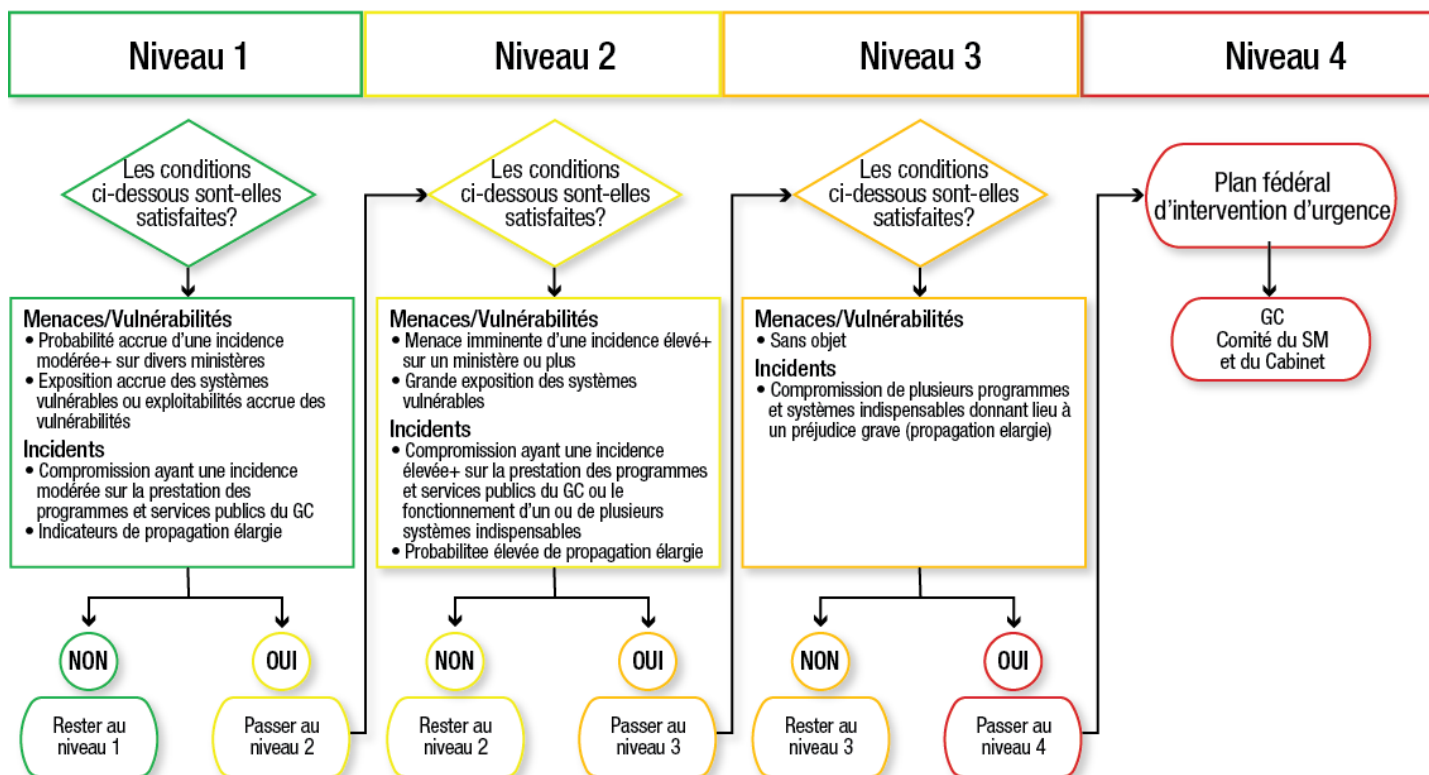 Niveau 1
Niveau 2
Niveau 3
Niveau 4
Les conditions
ci-dessous sont-elles
satisfaites?
Menaces/Vulnérabilités
• Probabilité accrue d'une incidence
modérée+ sur divers ministères
• Exposition accrue des systèmes
vulnérables ou exploitabilités accrue des
vulnérabilités
Incidents
• Compromission ayant une incidence
modérée sur la prestation des
programmes et services publics du GC
• Indicateurs de propagation élargie
NON
OUI
Rester au
niveau 1
Passer au
niveau 2
Les conditions
ci-dessous sont-elles
satisfaites?
Menaces/Vulnérabilités
• Menace imminente d'une incidence élevé+
sur un ministère ou plus
• Grande exposition des systèmes
vulnérables
Incidents
• Compromission ayant une incidence
élevée+ sur la prestation des programmes
et services publics du GC ou le
fonctionnement d'un ou de plusieurs
systèmes indispensables
• Probabilitee élevée de propagation élargie
NON
OUI
Rester au
niveau 2
Passer au
niveau 3
Les conditions
ci-dessous sont-elles
satisfaites?
Menaces/Vulnérabilités
• Sans objet
Incidents
• Compromission de plusieurs programmes
et systèmes indispensables donnant lieu à
un préjudice grave (propagation elargie)
NON
OUI
Rester au
niveau 3
Passer au
niveau 4
Plan fédéral
d'intervention d'urgence
GC
Comité du SM
et du Cabinet